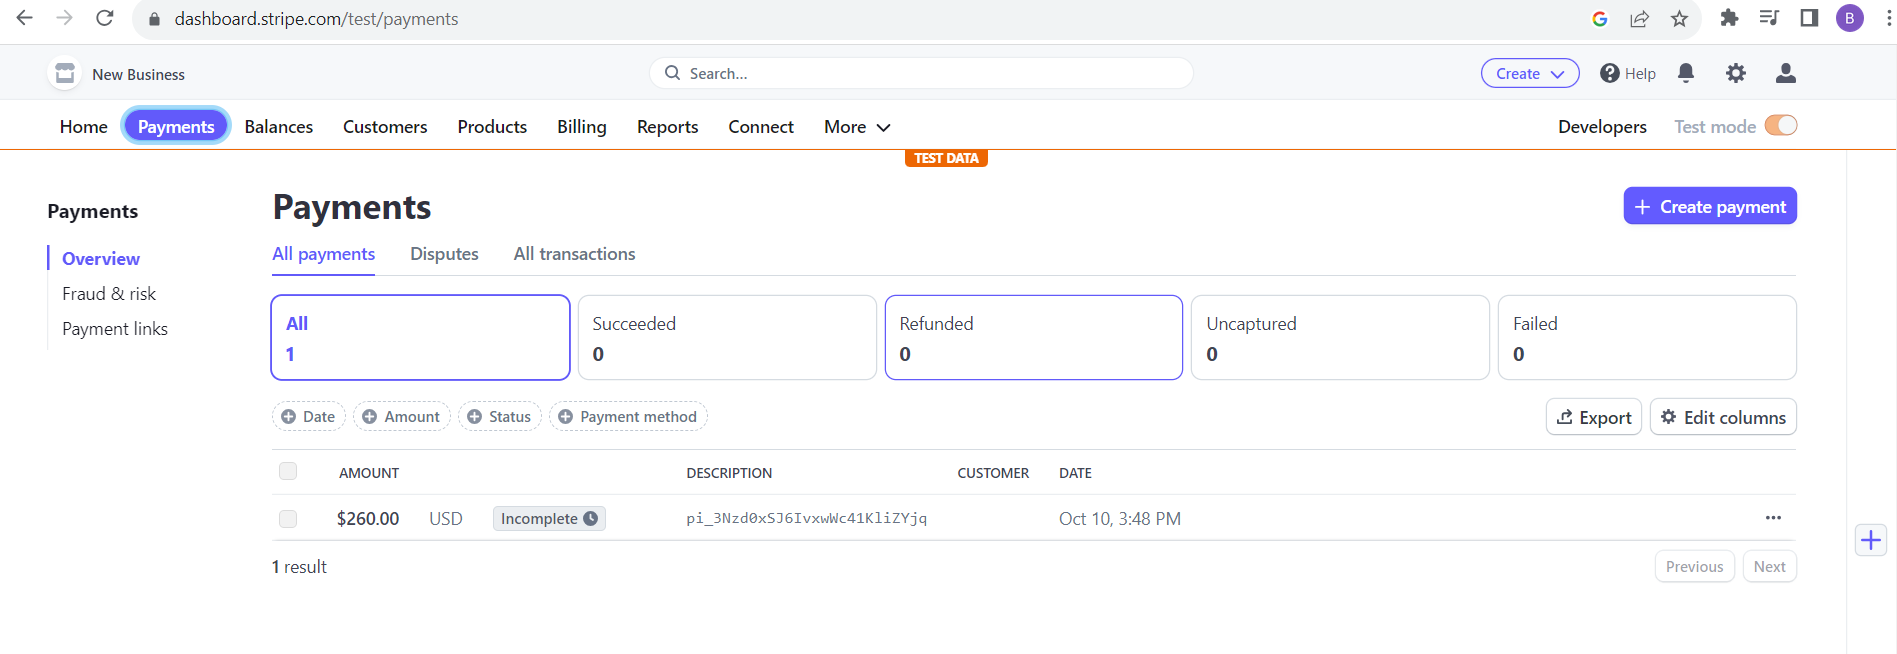 dashboard.stripe.com/test/payments
B
New Business
Search...
Create
Help
Home Payments Balances Customers Products Billing Reports Connect More
Developers Test mode
TEST DATA
Payments
Overview
Fraud & risk
Payment links
Payments
Create payment
All payments Disputes All transactions
All
1
Succeeded
0
Refunded
0
Uncaptured
0
Failed
0
Date Amount Status Payment method
Export Edit columns
AMOUNT DESCRIPTION CUSTOMER DATE
$260.00 USD Incomplete pi_3Nzd0xSJ6IvxwWc41KliZYjq Oct 10, 3:48 PM
1 result
Previous Next